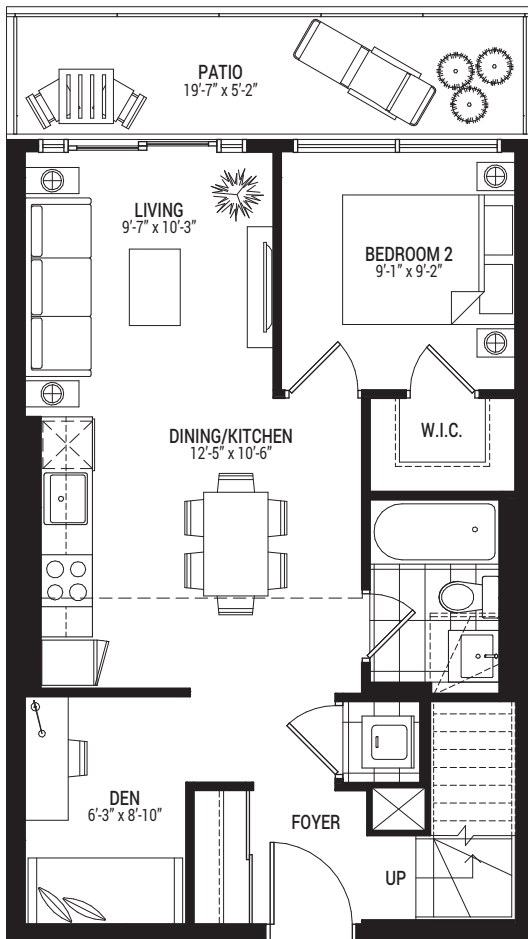 PATIO
19'-7” x 5'-2”
LIVING
9'-7” x 10'-3”
BEDROOM 2
9'-1” x 9'-2”
W.I.C.
DINING/KITCHEN
12'-5” x 10'-6”
DEN
6'-3” x 8'-10”
FOYER
UP